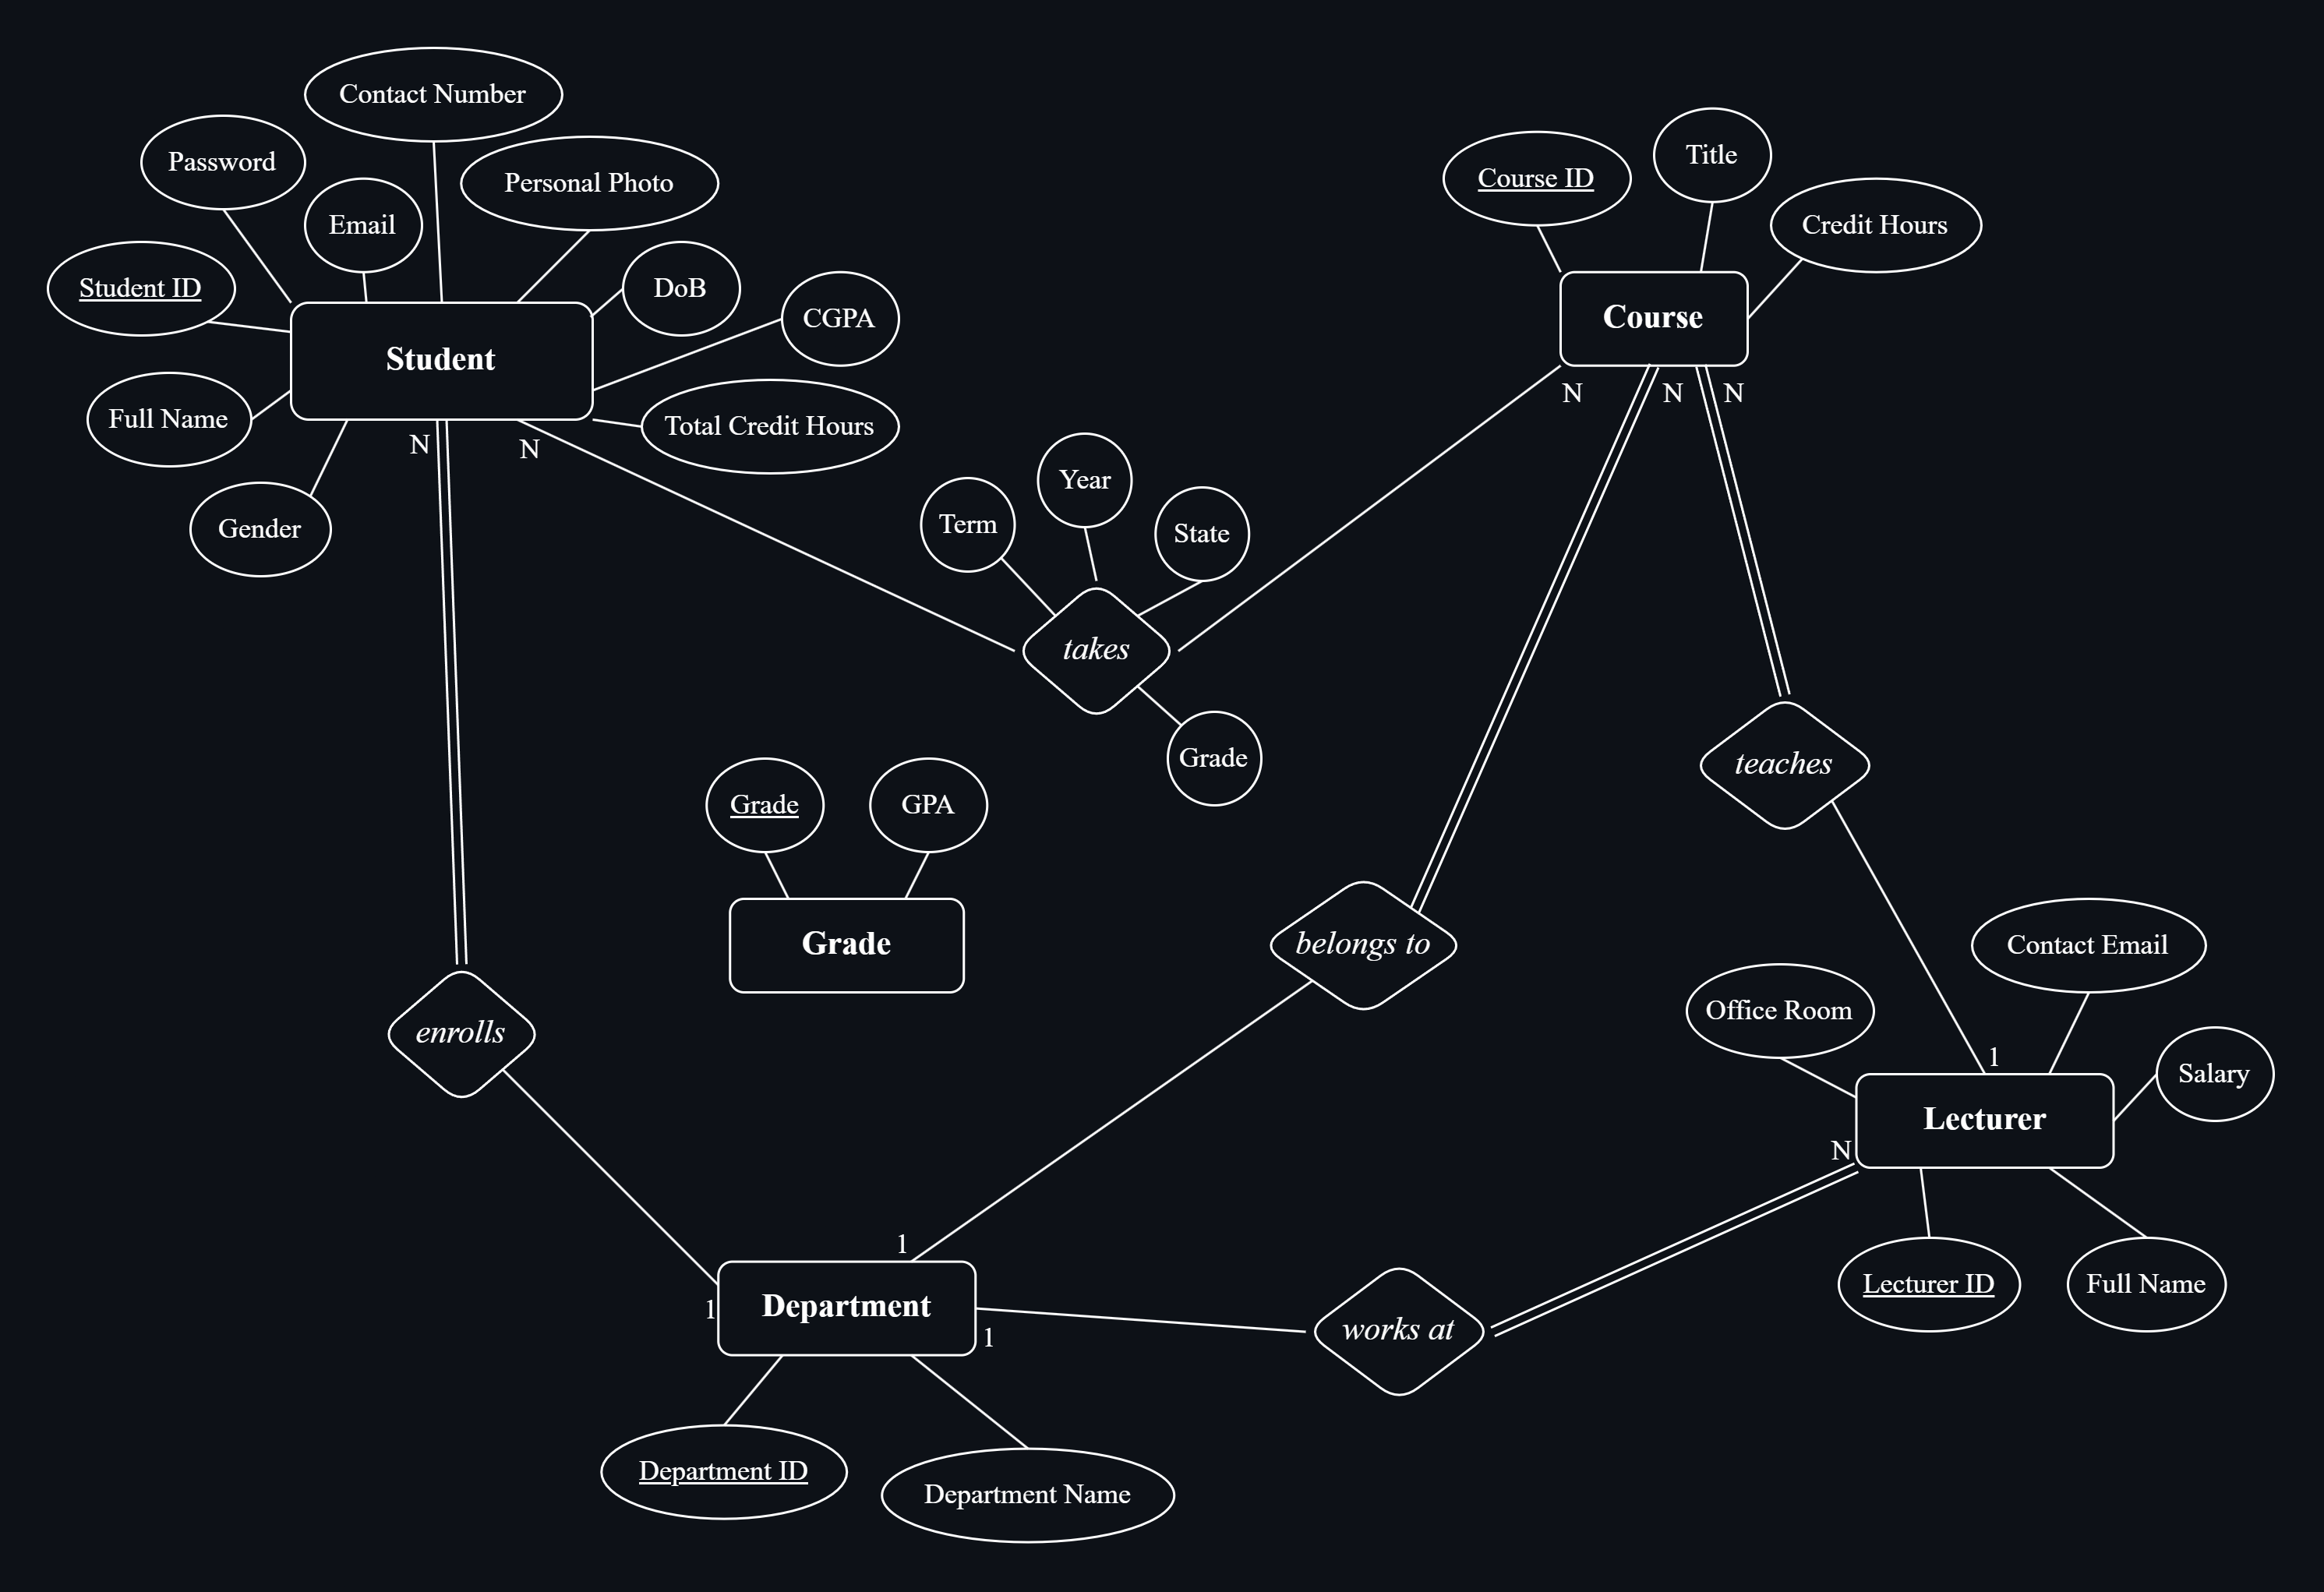 Contact Number
Password
Personal Photo
Email
Student ID
DoB
CGPA
Student
Full Name
Total Credit Hours
N
N
Gender
Course ID
Title
Credit Hours
Course
N
N
N
Term
Year
State
takes
Grade
teaches
Grade
GPA
Grade
belongs to
enrolls
Contact Email
Office Room
1
Salary
Lecturer
N
Lecturer ID
Full Name
1
Department
1
1
works at
Department ID
Department Name